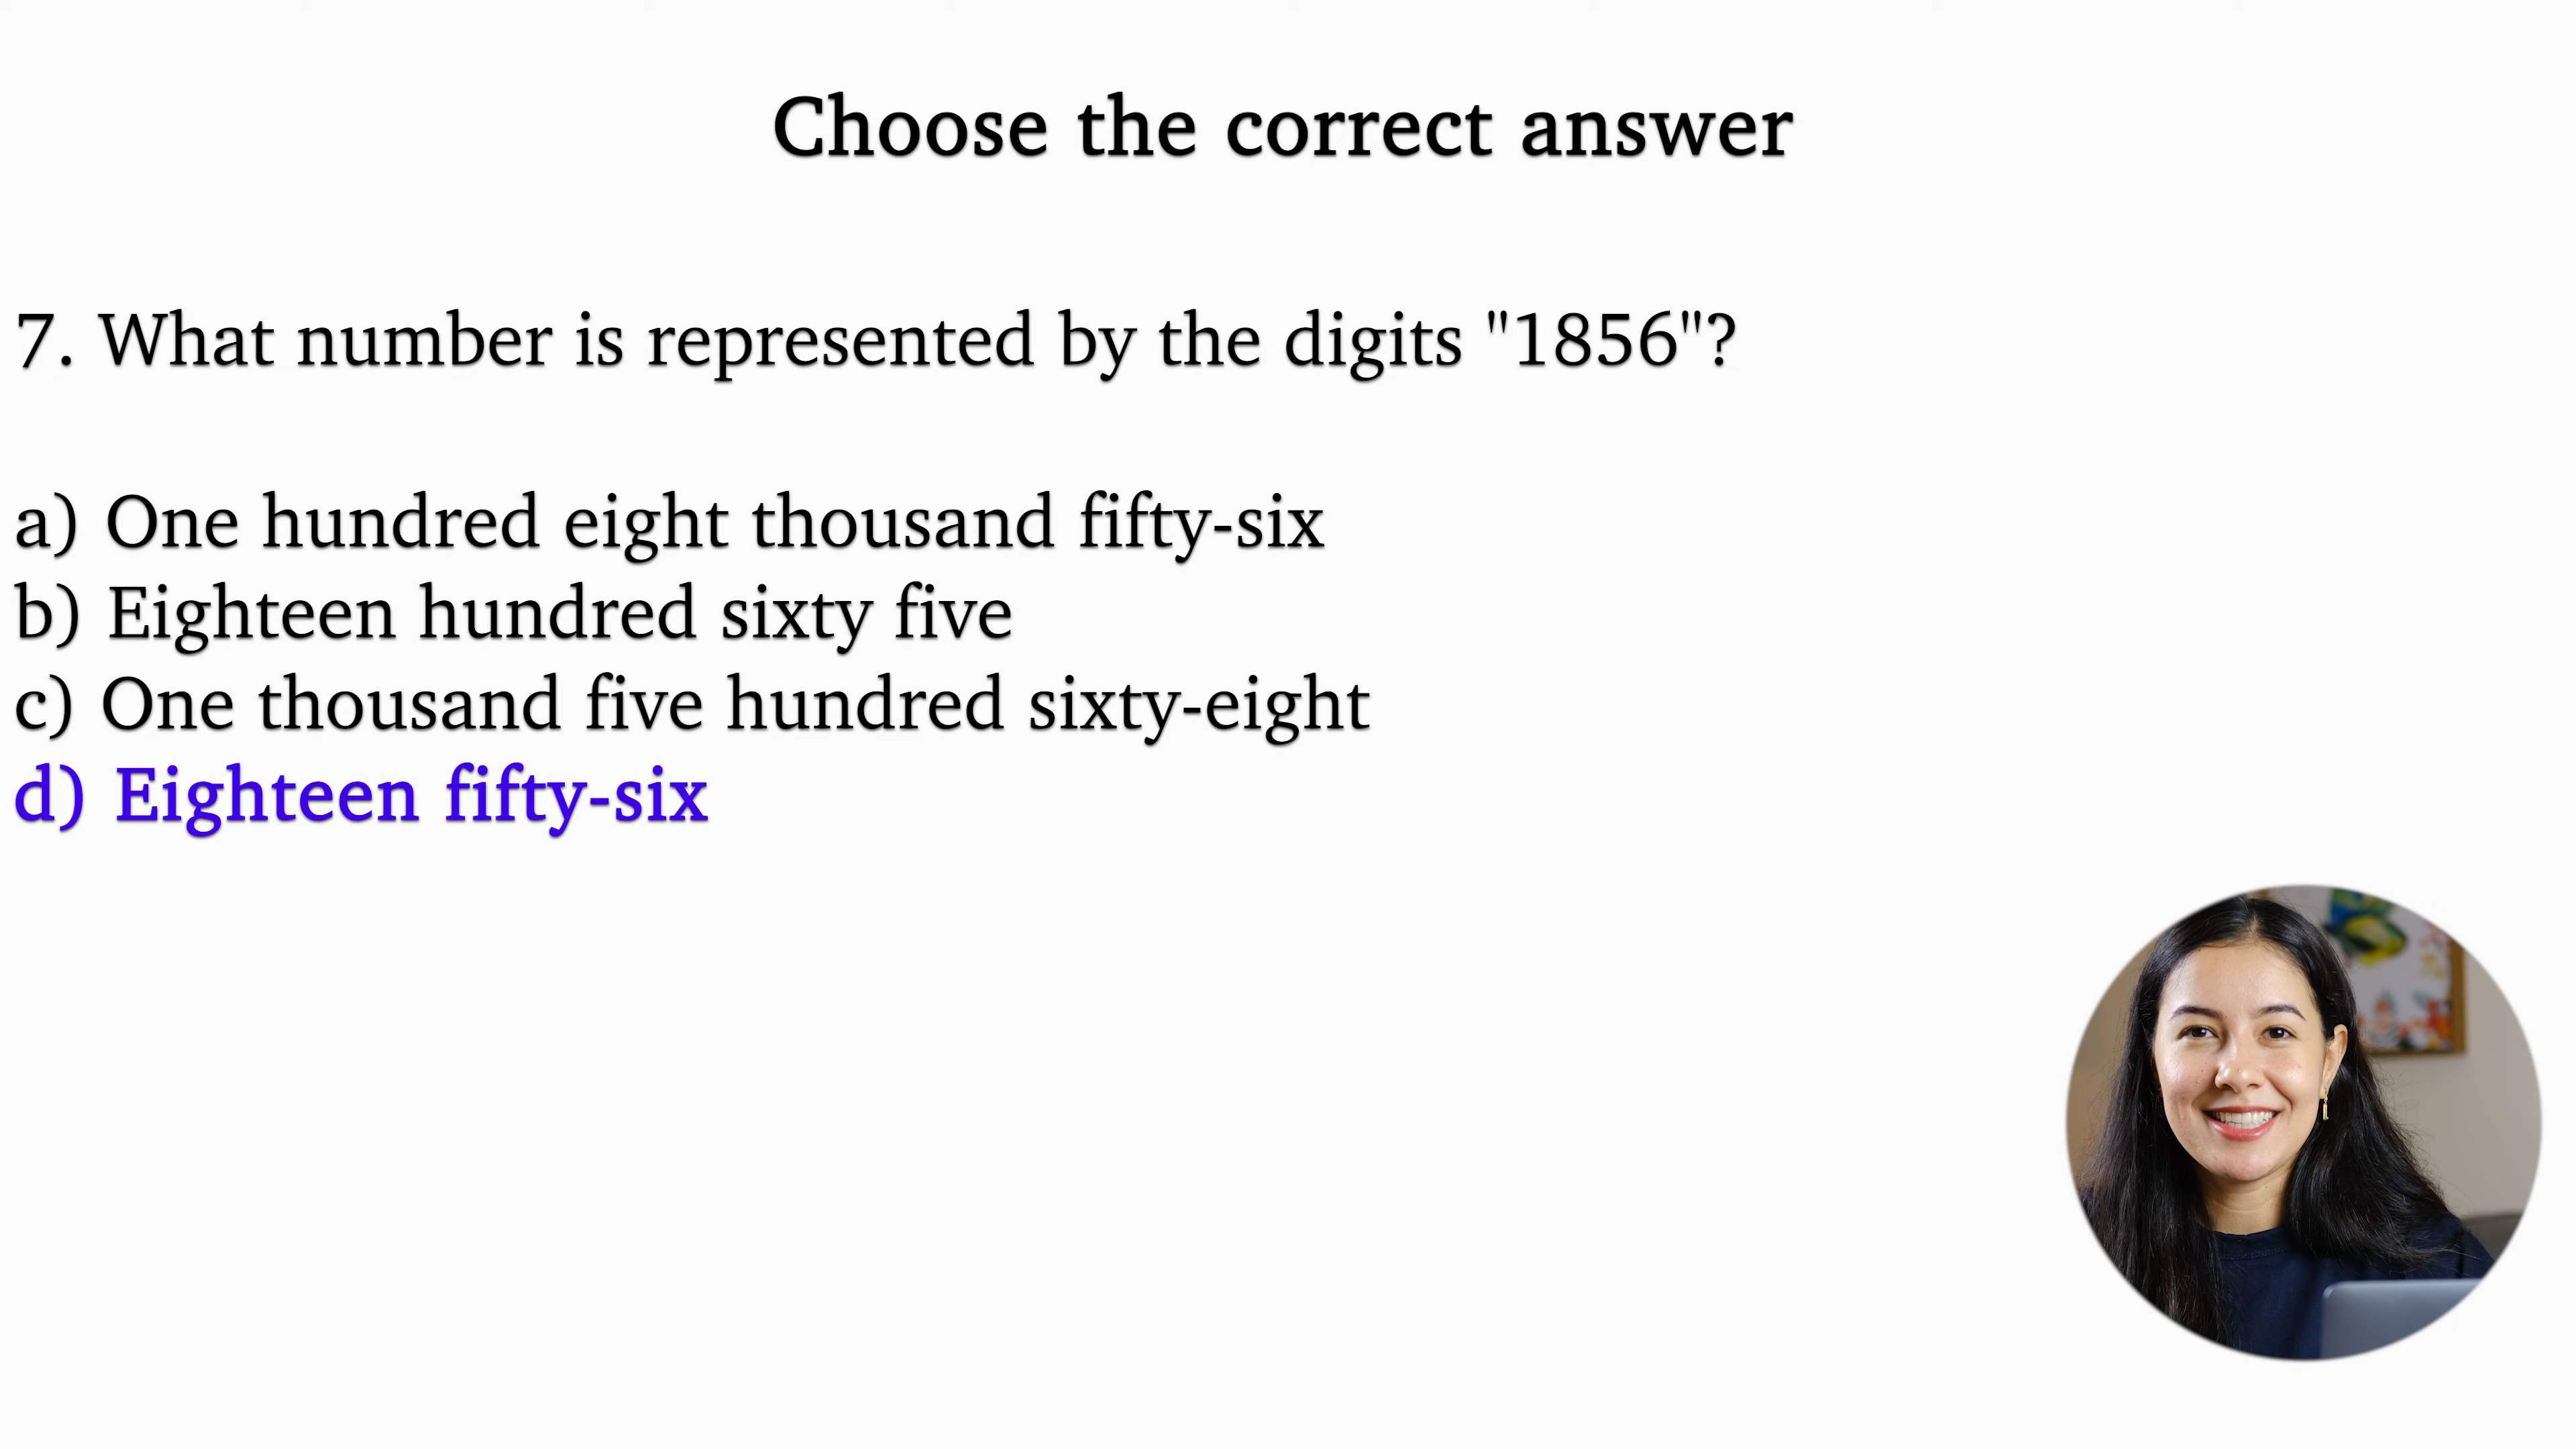 Choose the correct answer
7. What number is represented by the digits "1856"?
a) One hundred eight thousand fifty-six
b) Eighteen hundred sixty five
c) One thousand five hundred sixty-eight
d) Eighteen fifty-six